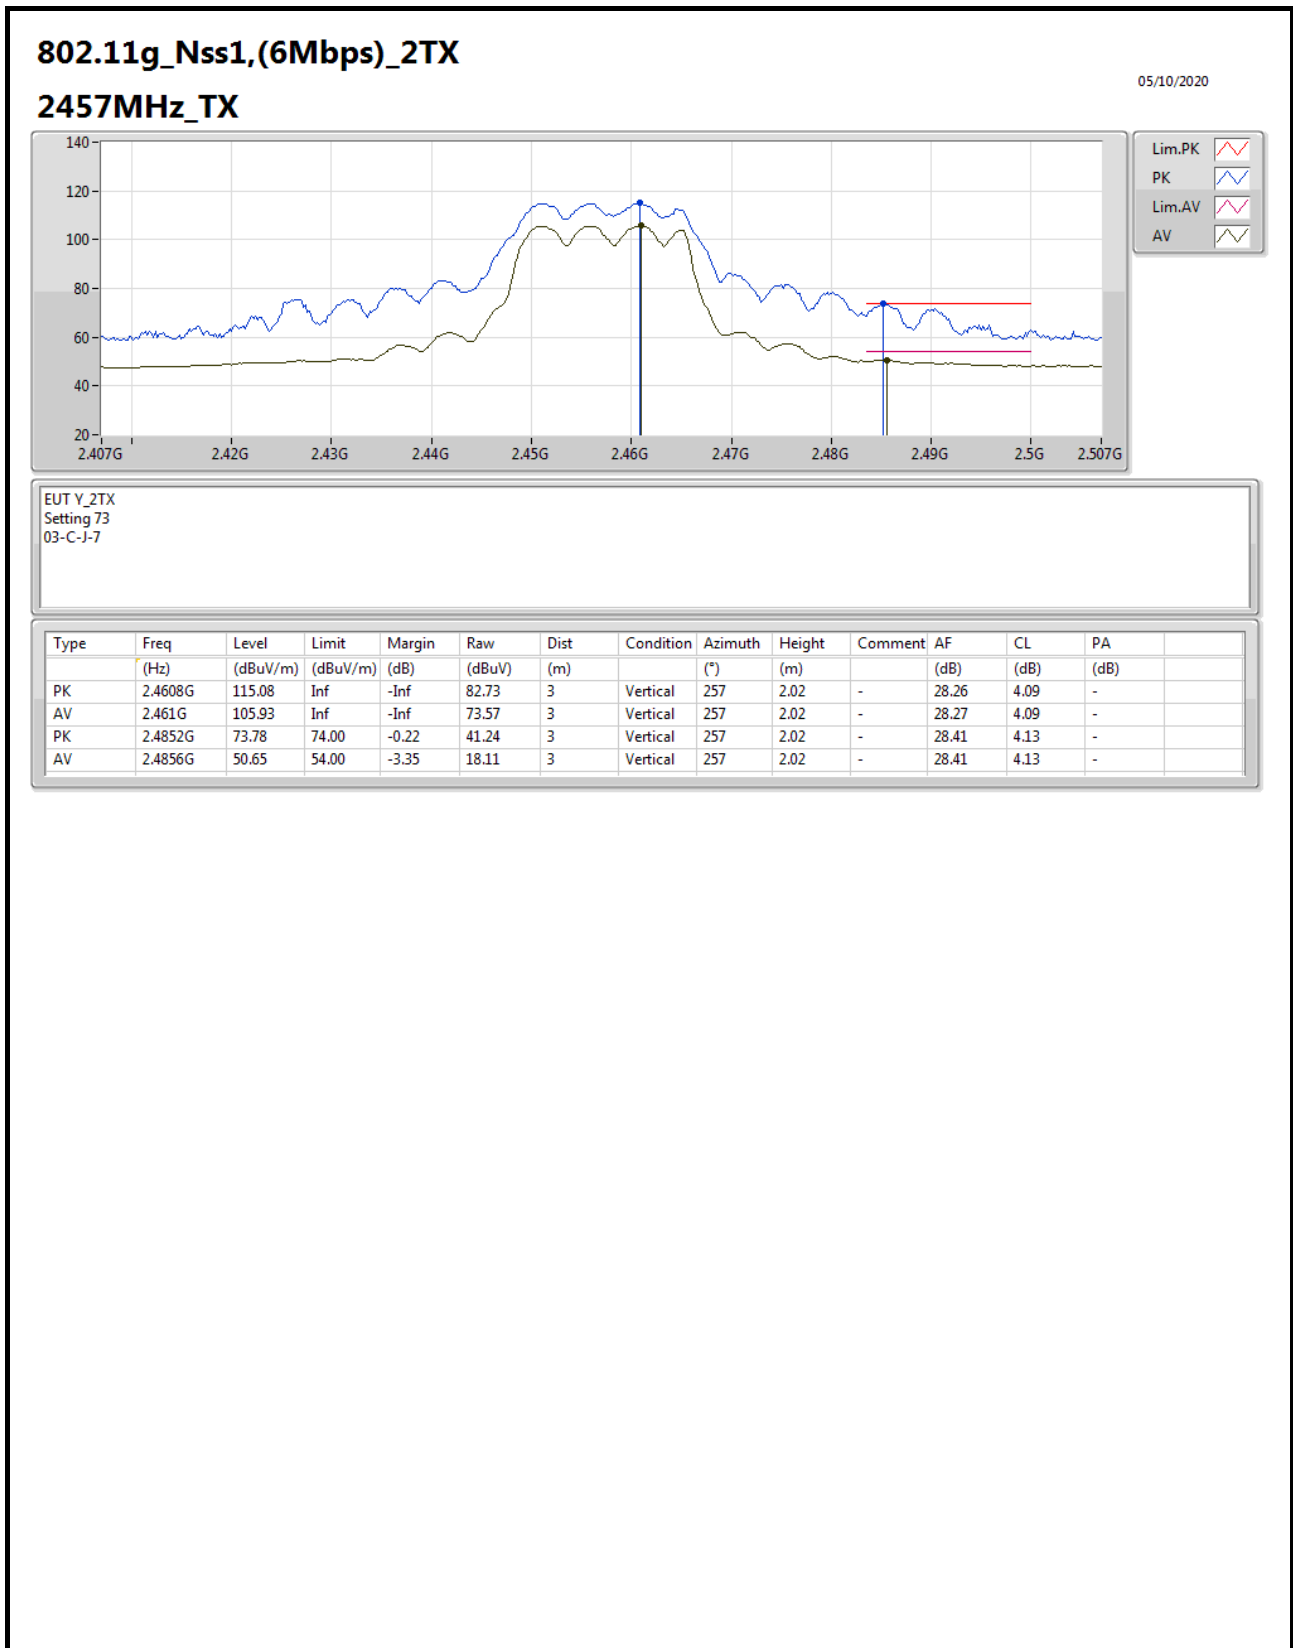 802.11g_Nss1,(6Mbps)_2TX
05/10/2020
2457MHz_TX
140
120
100
80
60
40
20
2.407G 2.42G 2.43G 2.44G 2.45G 2.46G 2.47G 2.48G 2.49G 2.5G 2.507G
Lim.PK
PK
Lim.AV
AV
EUT Y_2TX
Setting 73
03-C-J-7
Type Freq Level Limit Margin Raw Dist Condition Azimuth Height Comment AF CL PA
(Hz) (dBuV/m) (dBuV/m) (dB) (dBuV) (m) (°) (m) (dB) (dB) (dB)
PK 2.4608G 115.08 Inf -Inf 82.73 3 Vertical 257 2.02 - 28.26 4.09 -
AV 2.461G 105.93 Inf -Inf 73.57 3 Vertical 257 2.02 - 28.27 4.09 -
PK 2.4852G 73.78 74.00 -0.22 41.24 3 Vertical 257 2.02 - 28.41 4.13 -
AV 2.4856G 50.65 54.00 -3.35 18.11 3 Vertical 257 2.02 - 28.41 4.13 -